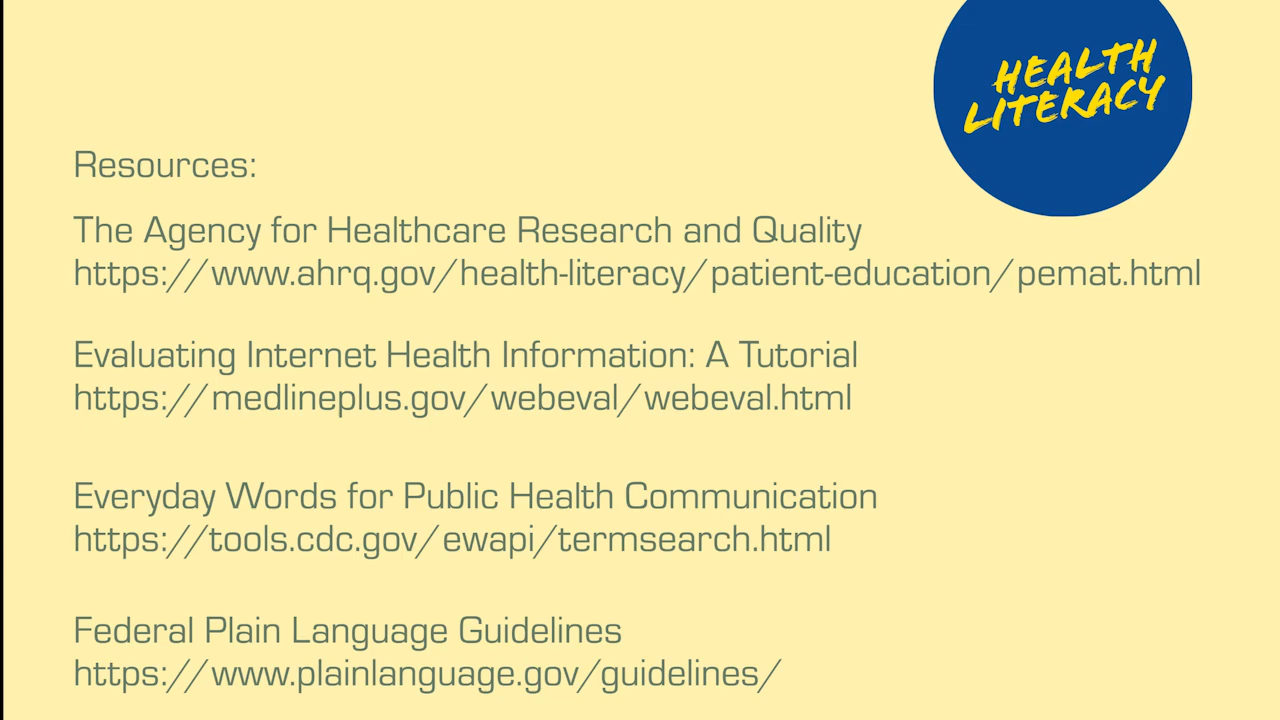 HEALTH
LITERACY
Resources:
The Agency for Healthcare Research and Quality
https://www.ahrq.gov/health-literacy/patient-education/pemat.html
Evaluating Internet Health Information: A Tutorial
https://medlineplus.gov/webeval/webeval.html
Everyday Words for Public Health Communication
https://tools.cdc.gov/ewapi/termsearch.html
Federal Plain Language Guidelines
https://www.plainlanguage.gov/guidelines/